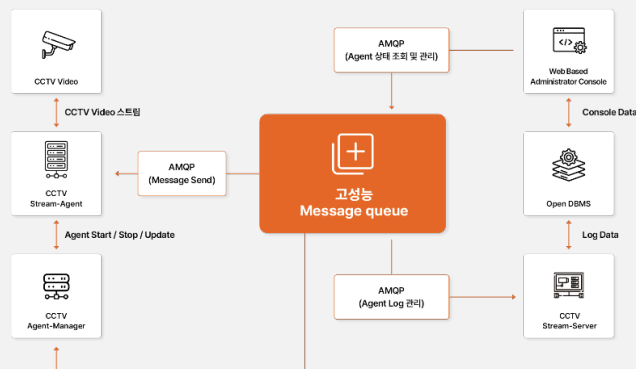 CCTV Video
CCTV Video 스트림
CCTV
Stream-Agent
Agent Start / Stop / Update
CCTV
Agent-Manager
AMQP
(Message Send)
AMQP
(Agent 상태 조회 및 관리)
고성능
Message queue
AMQP
(Agent Log 관리)
Web Based
Administrator Console
Console Data
Open DBMS
Log Data
CCTV
Stream-Server